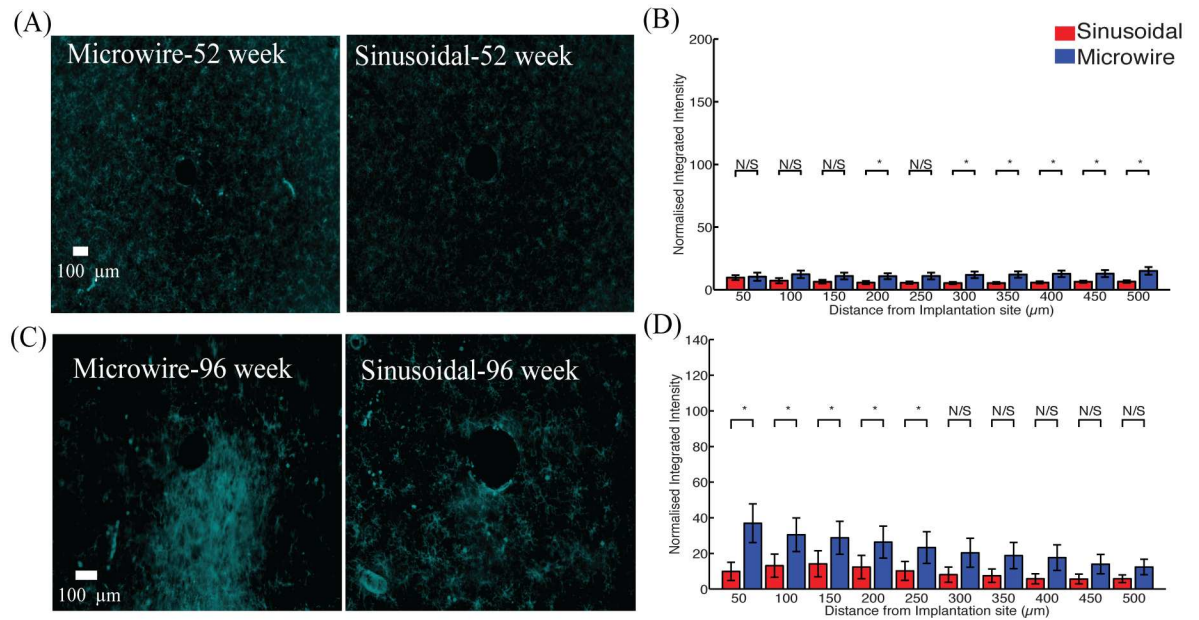 (A)
Microwire-52 week
Sinusoidal-52 week
100 μm
(B)
Sinusoidal
Microwire
200
150
100
50
0
Normalised Integrated Intensity
N/S N/S N/S * N/S * * * * *
50 100 150 200 250 300 350 400 450 500
Distance from Implantation site (μm)
(C)
Microwire-96 week
Sinusoidal-96 week
100 μm
(D)
140
120
100
80
60
40
20
0
Normalised Integrated Intensity
* * * * * N/S N/S N/S N/S N/S
50 100 150 200 250 300 350 400 450 500
Distance from Implantation site (μm)